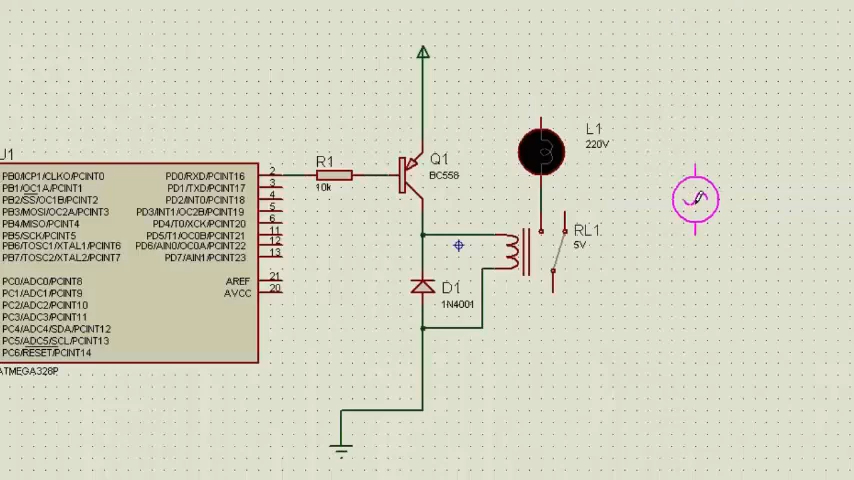 U1
PB0/ICP1/CLKO/PCINT0
PB1/OC1A/PCINT1
PB2/SS/OC1B/PCINT2
PB3/MOSI/OC2A/PCINT3
PB4/MISO/PCINT4
PB5/SCK/PCINT5
PB6/TOSC1/XTAL1/PCINT6
PB7/TOSC2/XTAL2/PCINT7
PC0/ADC0/PCINT8
PC1/ADC1/PCINT9
PC2/ADC2/PCINT10
PC3/ADC3/PCINT11
PC4/ADC4/SDA/PCINT12
PC5/ADC5/SCL/PCINT13
PC6/RESET/PCINT14
PD0/RXD/PCINT16
PD1/TXD/PCINT17
PD2/INT0/PCINT18
PD3/INT1/OC2B/PCINT19
PD4/T0/XCK/PCINT20
PD5/T1/OC0B/PCINT21
PD6/AIN0/OC0A/PCINT22
PD7/AIN1/PCINT23
AREF
AVCC
2
3
4
5
6
11
12
13
21
20
ATMEGA328P
R1
10k
Q1
BC558
D1
1N4001
L1
220V
RL1
5V